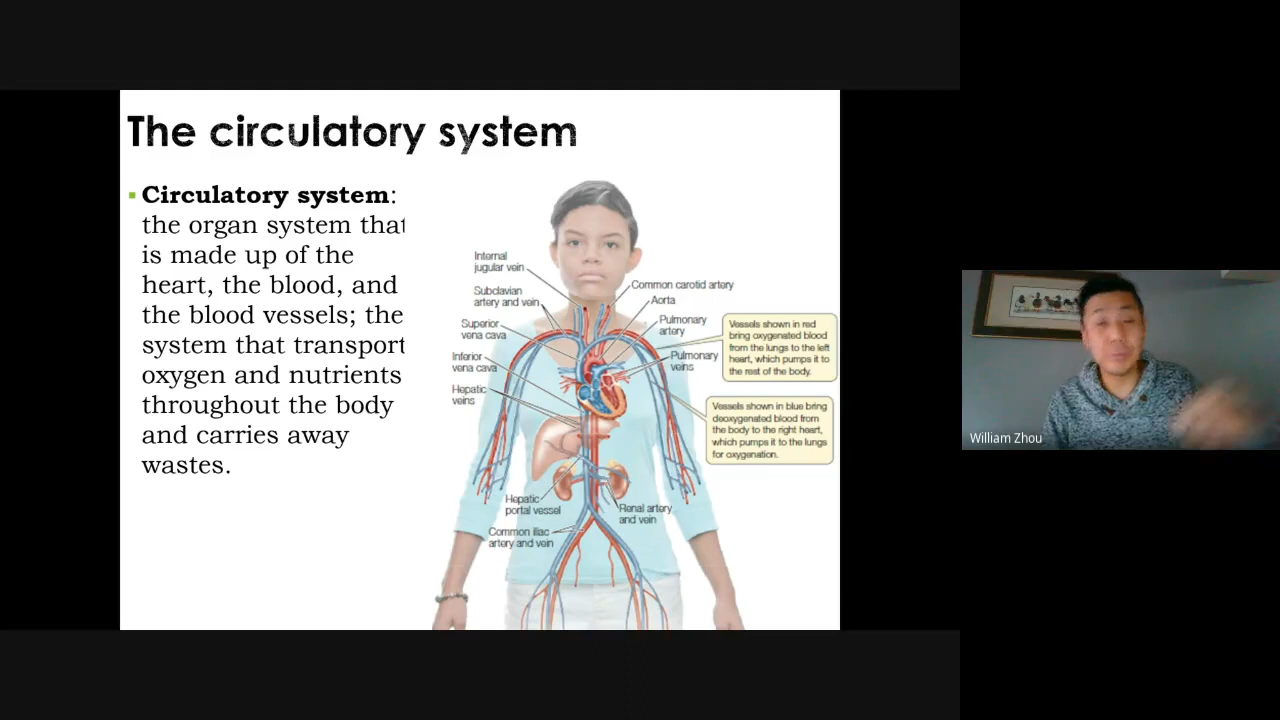 The circulatory system
Circulatory system:
the organ system that
is made up of the
heart, the blood, and
the blood vessels; the
system that transport
oxygen and nutrients
throughout the body
and carries away
wastes.
Internal
jugular vein
Subclavian
artery and vein
Superior
vena cava
Inferior
vena cava
Hepatic
veins
Common carotid artery
Aorta
Pulmonary
artery
Pulmonary
veins
Vessels shown in red
bring oxygenated blood
from the lungs to the left
heart, which pumps it to
the rest of the body.
Vessels shown in blue bring
deoxygenated blood from
the body to the right heart,
which pumps it to the lungs
for oxygenation.
Hepatic
portal vessel
Renal artery
and vein
Common iliac
artery and vein
William Zhou